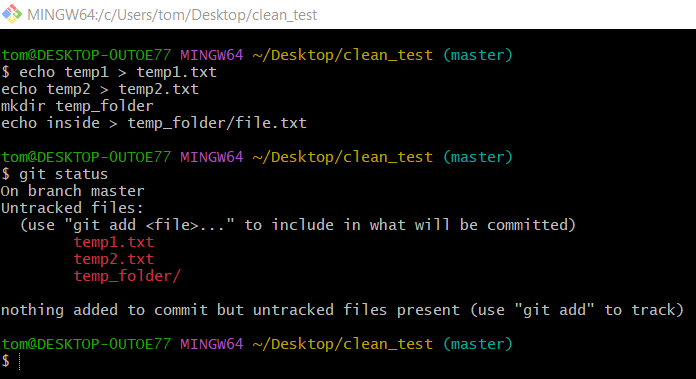 MINGW64:/c/Users/tom/Desktop/clean_test
tom@DESKTOP-OUTOE77 MINGW64 ~/Desktop/clean_test (master)
$ echo temp1 > temp1.txt
echo temp2 > temp2.txt
mkdir temp_folder
echo inside > temp_folder/file.txt
tom@DESKTOP-OUTOE77 MINGW64 ~/Desktop/clean_test (master)
$ git status
On branch master
Untracked files:
  (use "git add <file>..." to include in what will be committed)
        temp1.txt
        temp2.txt
        temp_folder/
nothing added to commit but untracked files present (use "git add" to track)
tom@DESKTOP-OUTOE77 MINGW64 ~/Desktop/clean_test (master)
$